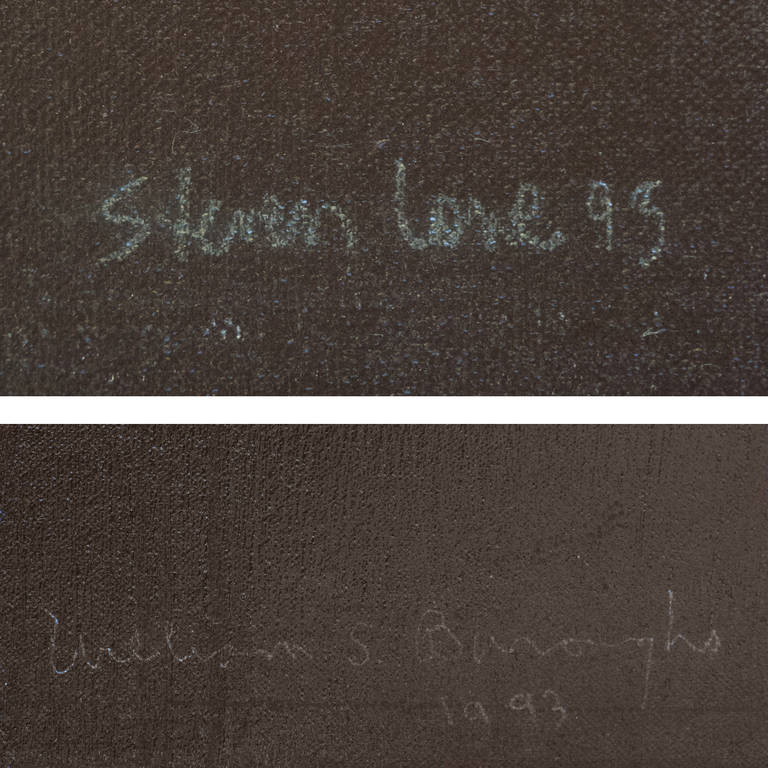 Steven Lowe 93
William S. Burroughs
1993